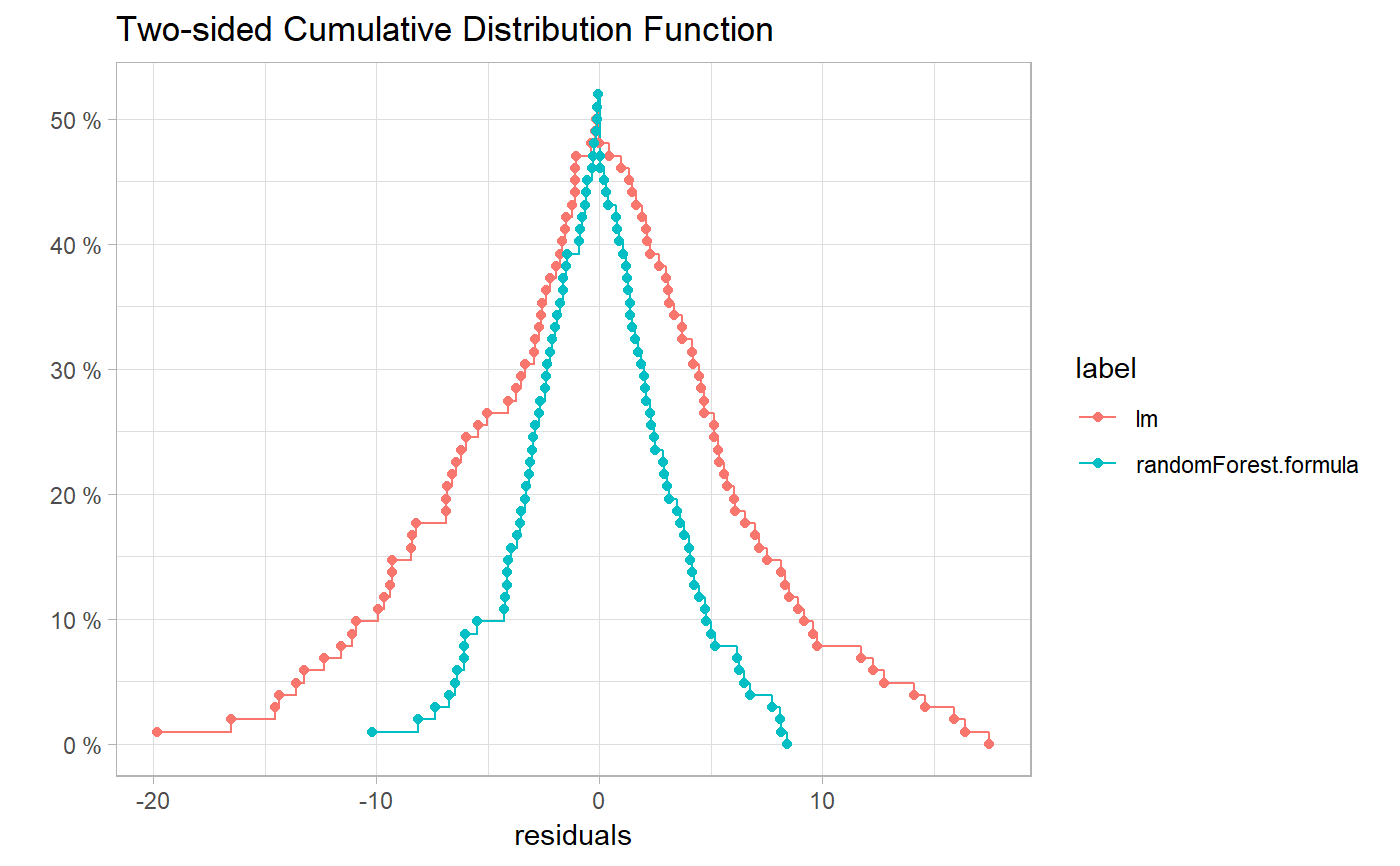 Two-sided Cumulative Distribution Function
50 %
40 %
30 %
20 %
10 %
0 %
-20
-10
0
10
residuals
label
lm
randomForest.formula